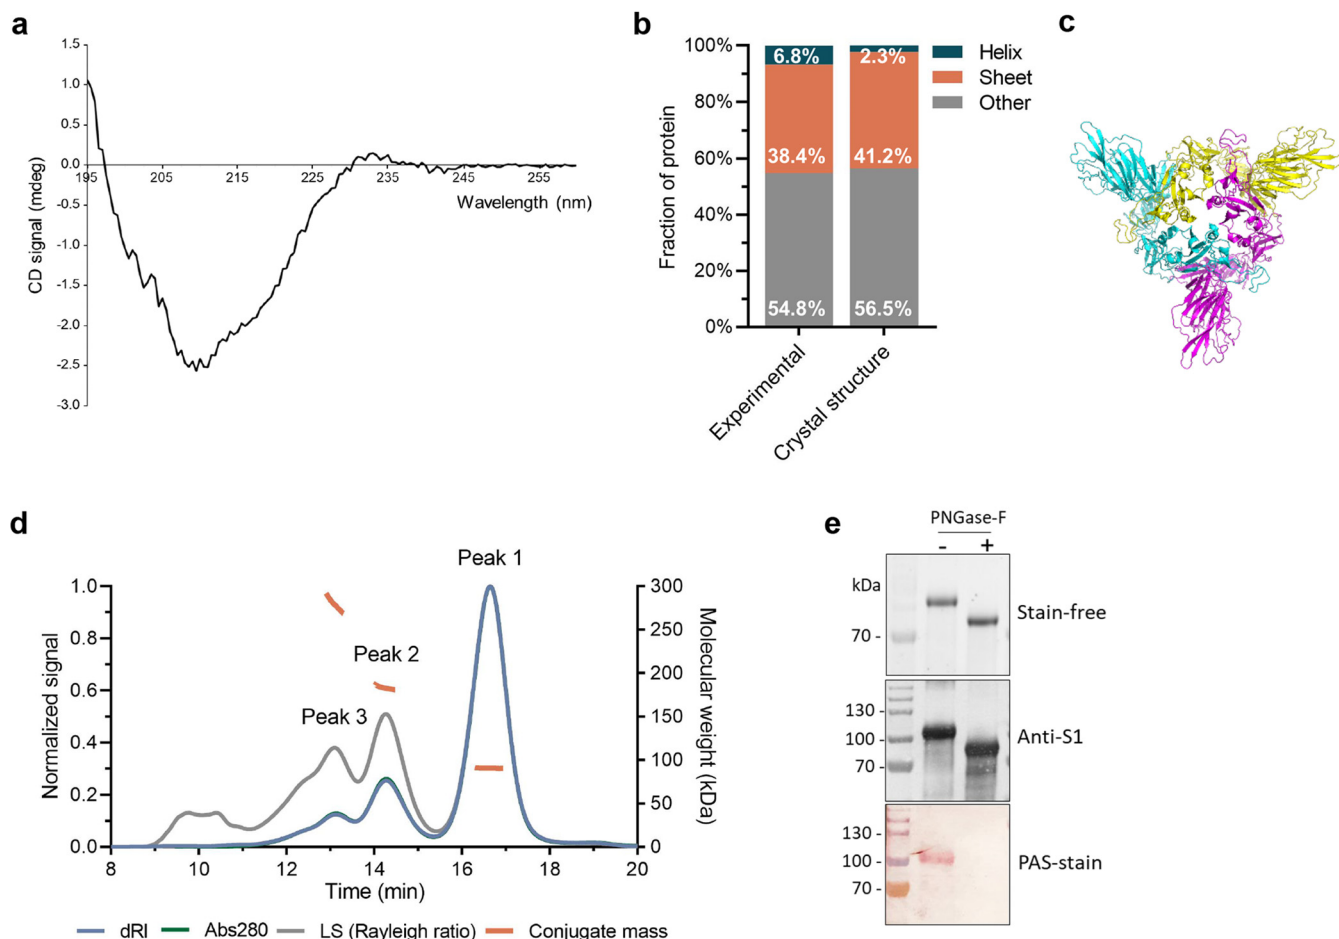 a
1.5
1.0
0.5
0.0
-0.5
-1.0
-1.5
-2.0
-2.5
-3.0
195
205
215
225
235
245
255
CD signal (mdeg)
Wavelength (nm)
b
100%
80%
60%
40%
20%
0%
Fraction of protein
6.8%
2.3%
38.4%
41.2%
54.8%
56.5%
Experimental
Crystal structure
Helix
Sheet
Other
c
d
Peak 1
Peak 2
Peak 3
1.0
0.8
0.6
0.4
0.2
0.0
Normalized signal
300
250
200
150
100
50
0
Molecular weight (kDa)
8
10
12
14
16
18
20
Time (min)
dRI
Abs280
LS (Rayleigh ratio)
Conjugate mass
e
PNGase-F
- +
kDa
70 -
Stain-free
130 -
100 -
70 -
Anti-S1
130 -
100 -
70 -
PAS-stain